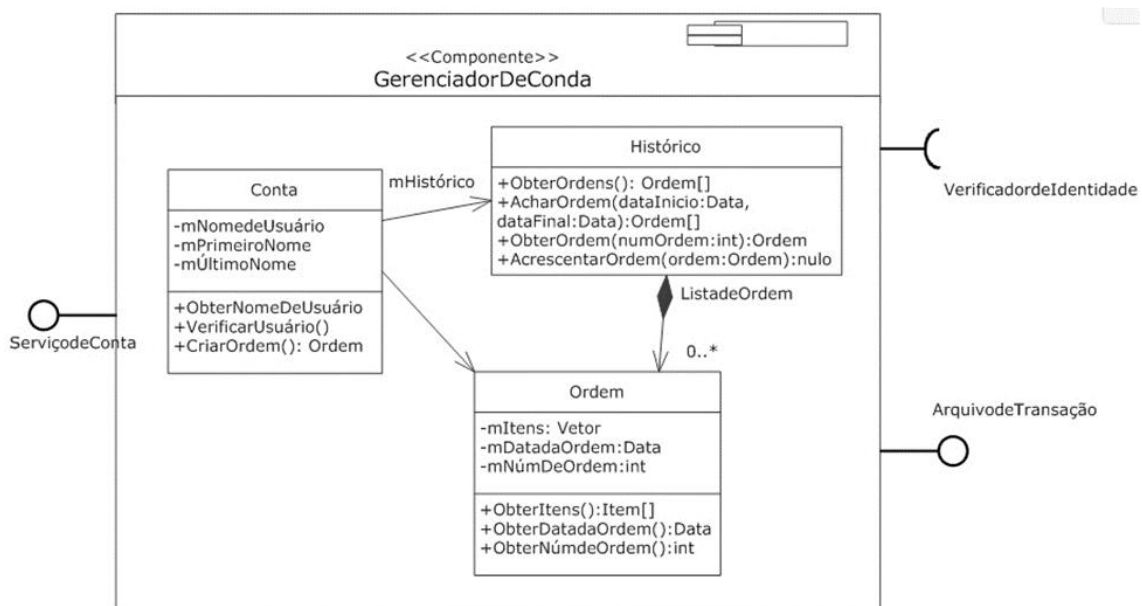 <<Componente>>
GerenciadorDeConda
Histórico
+ObterOrdens(): Ordem[]
+AcharOrdem(dataInicio:Data,
dataFinal:Data):Ordem[]
+ObterOrdem(numOrdem:int):Ordem
+AcrescentarOrdem(ordem:Ordem):nulo
mHistórico
Conta
-mNomedeUsuário
-mPrimeiroNome
-mÚltimoNome
+ObterNomeDeUsuário
+VerificarUsuário()
+CriarOrdem(): Ordem
VerificadordeIdentidade
ServiçodeConta
ListadeOrdem
0..*
Ordem
-mItens: Vetor
-mDatadaOrdem:Data
-mNúmDeOrdem:int
+ObterItens():Item[]
+ObterDatadaOrdem():Data
+ObterNúmdeOrdem():int
ArquivodeTransação